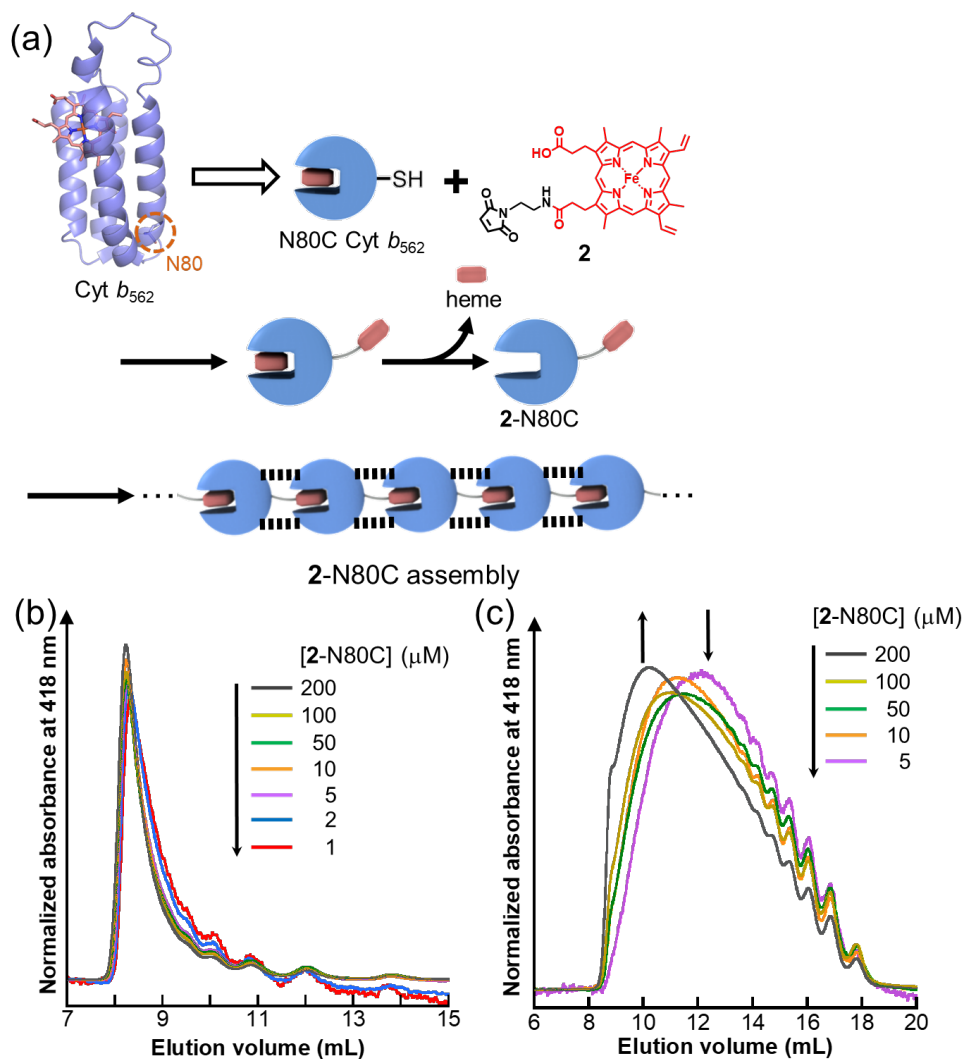 (a)
N80
Cyt b562
SH
N80C Cyt b562
+
O
HO
N
N
N
N
Fe
O
N
O
H
N
O
2
heme
2-N80C
2-N80C assembly
(b)
Normalized absorbance at 418 nm
[2-N80C] (μM)
200
100
50
10
5
2
1
7 9 11 13 15
Elution volume (mL)
(c)
Normalized absorbance at 418 nm
[2-N80C] (μM)
200
100
50
10
5
6 8 10 12 14 16 18 20
Elution volume (mL)